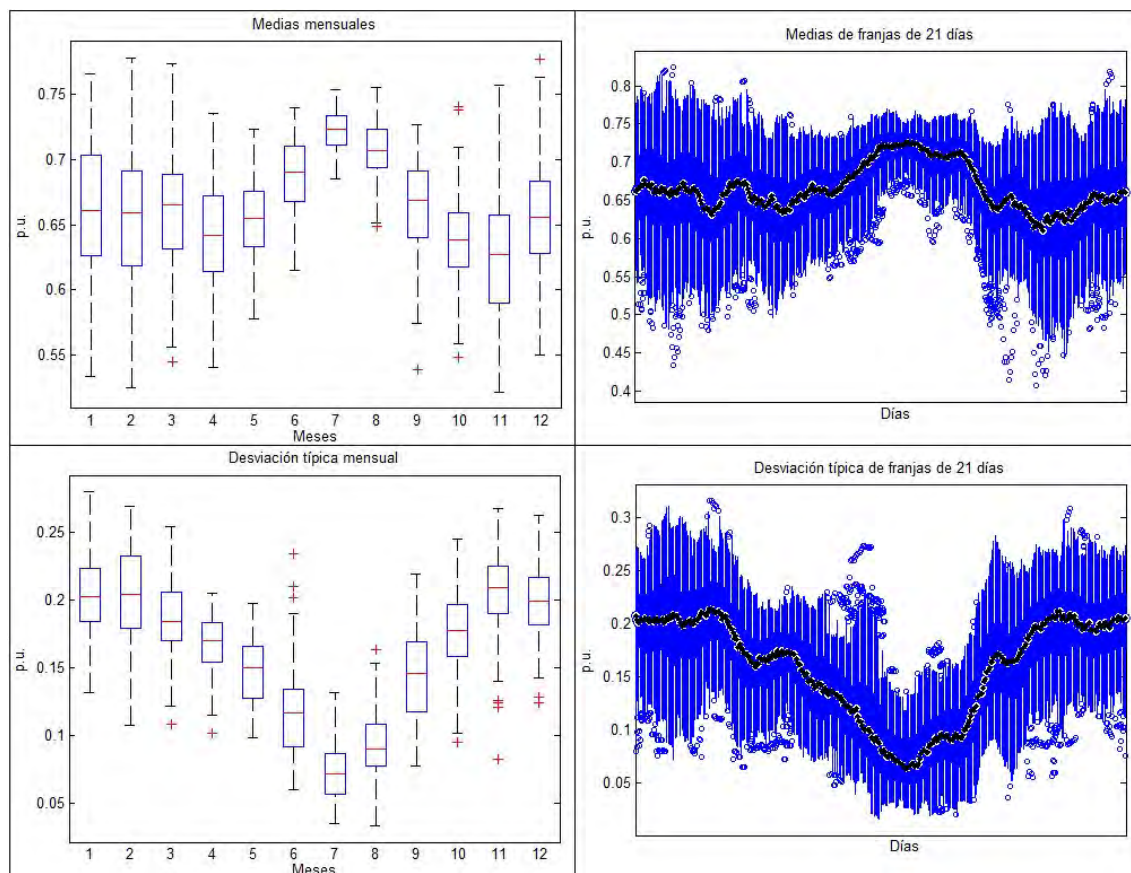 Medias mensuales
0.75
0.7
0.65
0.6
0.55
p.u.
1 2 3 4 5 6 7 8 9 10 11 12
Meses
Medias de franjas de 21 días
0.8
0.75
0.7
0.65
0.6
0.55
0.5
0.45
0.4
p.u.
Días
Desviación típica mensual
0.25
0.2
0.15
0.1
0.05
p.u.
1 2 3 4 5 6 7 8 9 10 11 12
Meses
Desviación típica de franjas de 21 días
0.3
0.25
0.2
0.15
0.1
0.05
p.u.
Días